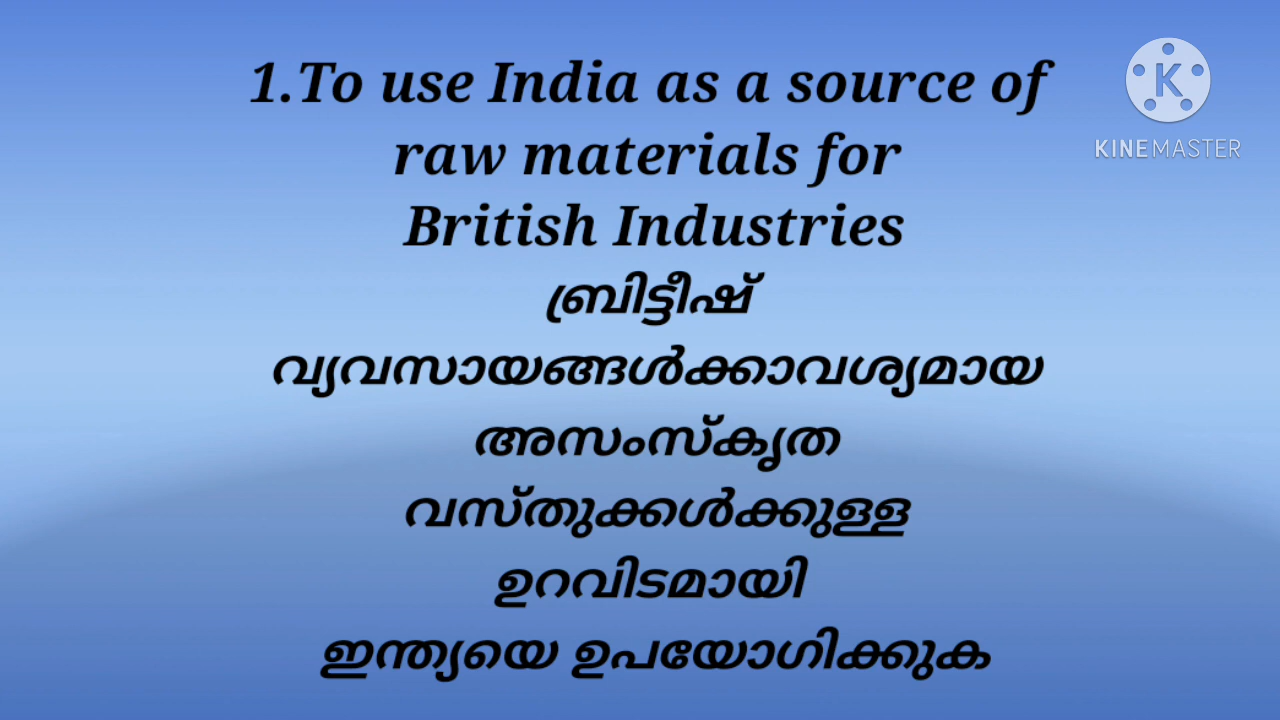 1.To use India as a source of
raw materials for
British Industries
ബ്രിട്ടീഷ്
വ്യവസായങ്ങൾക്കാവശ്യമായ
അസംസ്കൃത
വസ്തുക്കൾക്കുള്ള
ഉറവിടമായി
ഇന്ത്യയെ ഉപയോഗിക്കുക
K
KINEMASTER